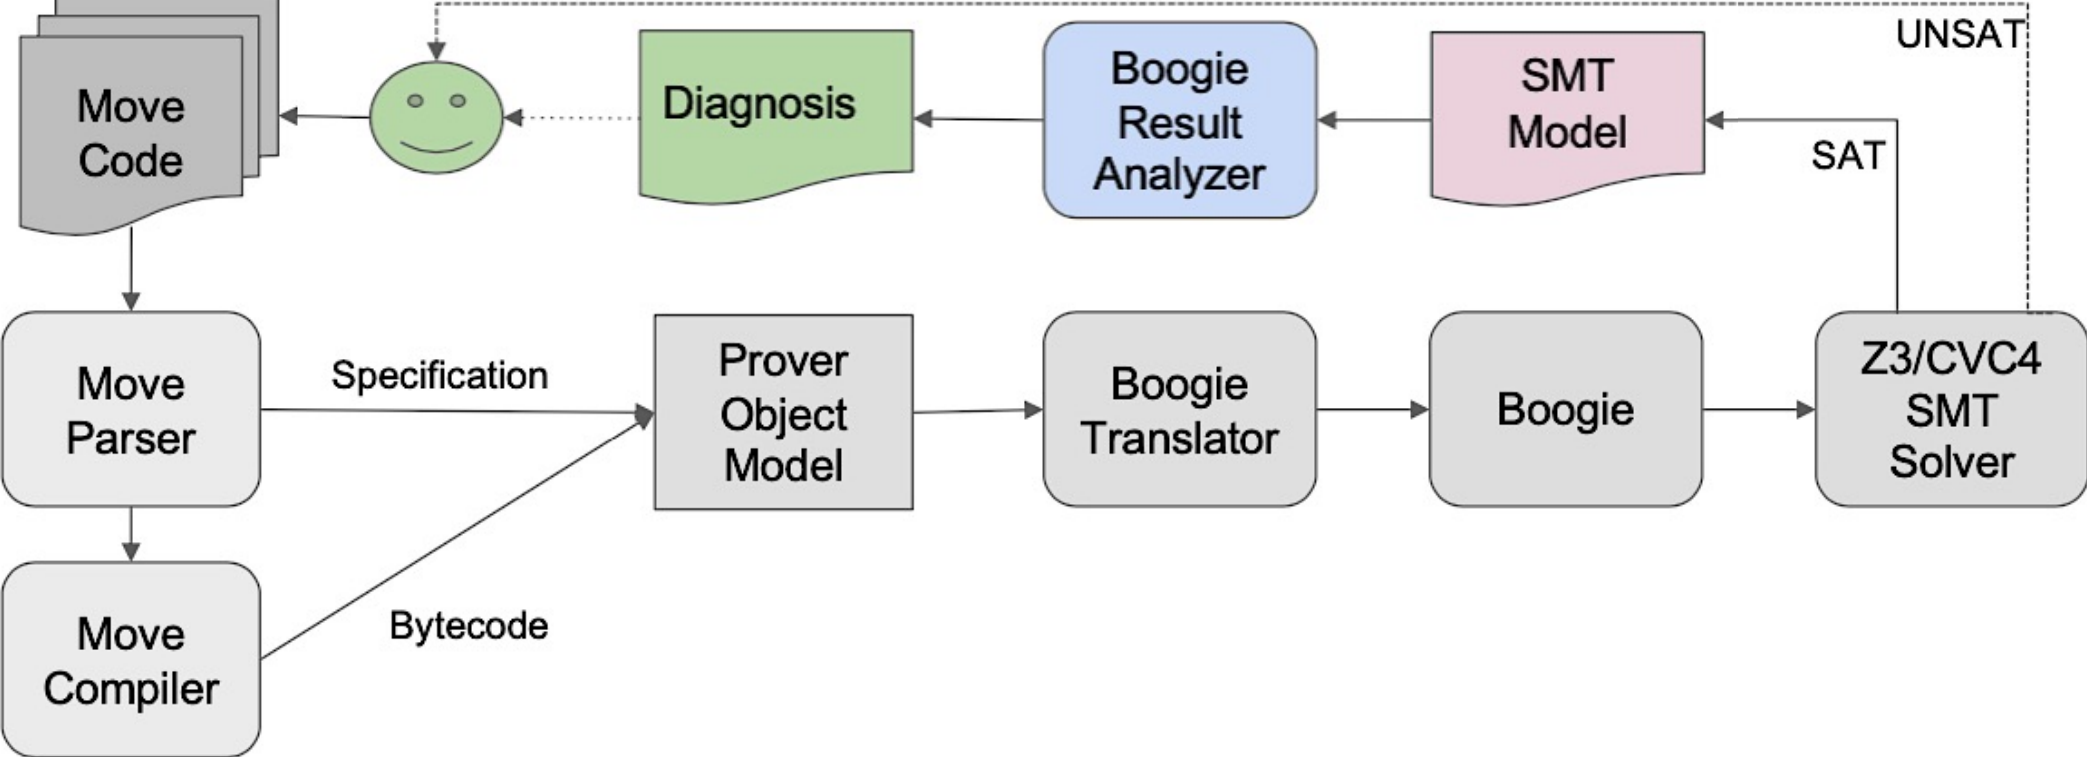 UNSAT
Move
Code
Diagnosis
Boogie
Result
Analyzer
SMT
Model
SAT
Move
Parser
Specification
Prover
Object
Model
Boogie
Translator
Boogie
Z3/CVC4
SMT
Solver
Move
Compiler
Bytecode